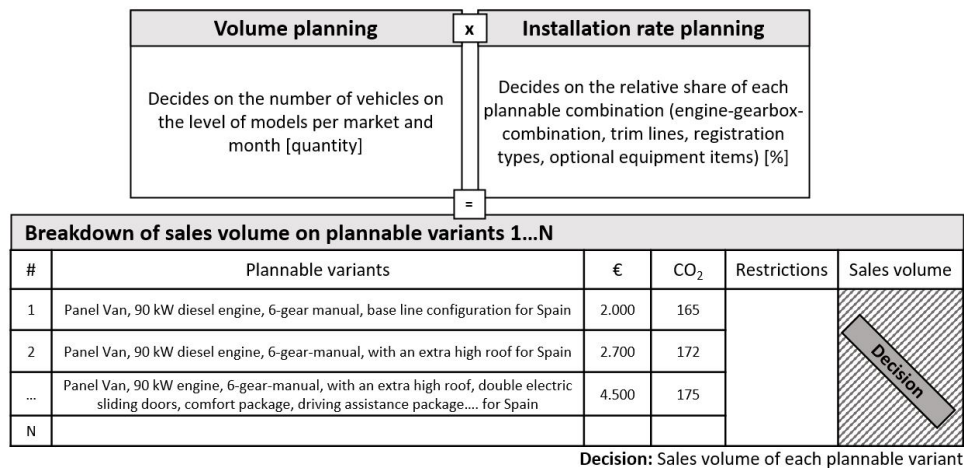 Volume planning
x
Installation rate planning
Decides on the number of vehicles on
the level of models per market and
month [quantity]
Decides on the relative share of each
plannable combination (engine-gearbox-
combination, trim lines, registration
types, optional equipment items) [%]
=
Breakdown of sales volume on plannable variants 1...N
# Plannable variants € CO₂ Restrictions Sales volume
1 Panel Van, 90 kW diesel engine, 6-gear manual, base line configuration for Spain 2.000 165
2 Panel Van, 90 kW diesel engine, 6-gear-manual, with an extra high roof for Spain 2.700 172
... Panel Van, 90 kW engine, 6-gear-manual, with an extra high roof, double electric
sliding doors, comfort package, driving assistance package.... for Spain 4.500 175
N
Decision
Decision: Sales volume of each plannable variant